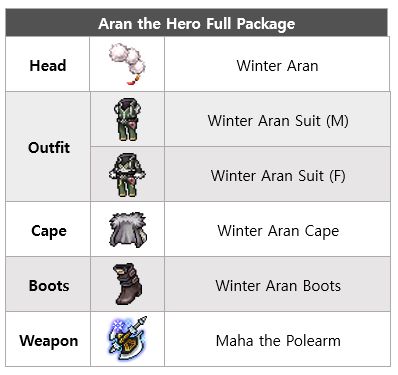 Aran the Hero Full Package
Head Winter Aran
Outfit
Winter Aran Suit (M)
Winter Aran Suit (F)
Cape Winter Aran Cape
Boots Winter Aran Boots
Weapon Maha the Polearm